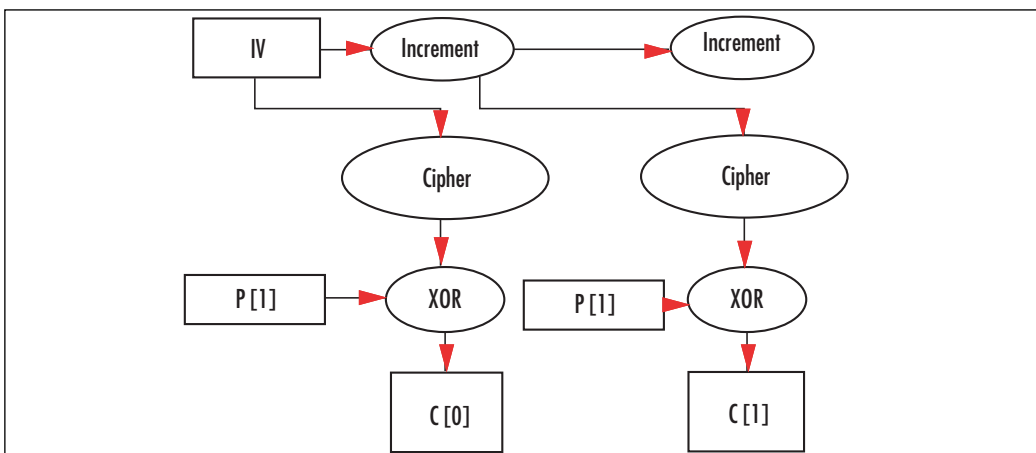 IV
Increment
Increment
Cipher
Cipher
P [1]
XOR
P [1]
XOR
C [0]
C [1]